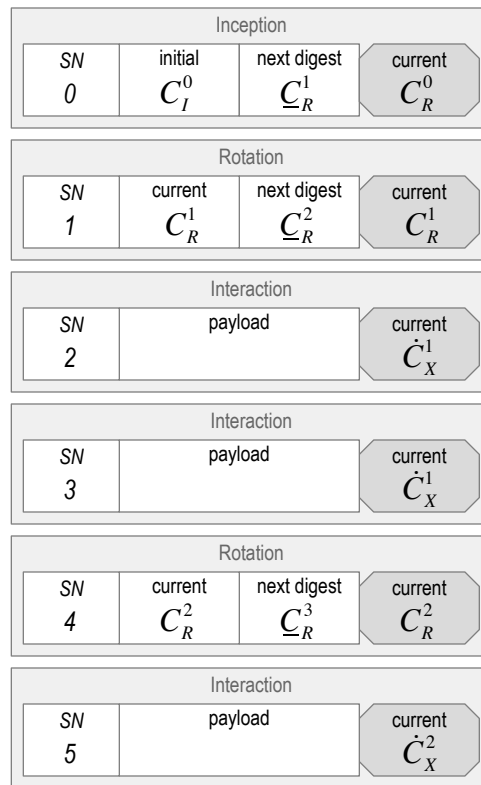 Inception
SN initial next digest current
0 C_I^0 C̲_R^1 C_R^0
Rotation
SN current next digest current
1 C_R^1 C̲_R^2 C_R^1
Interaction
SN payload current
2 Ċ_X^1
Interaction
SN payload current
3 Ċ_X^1
Rotation
SN current next digest current
4 C_R^2 C̲_R^3 C_R^2
Interaction
SN payload current
5 Ċ_X^2